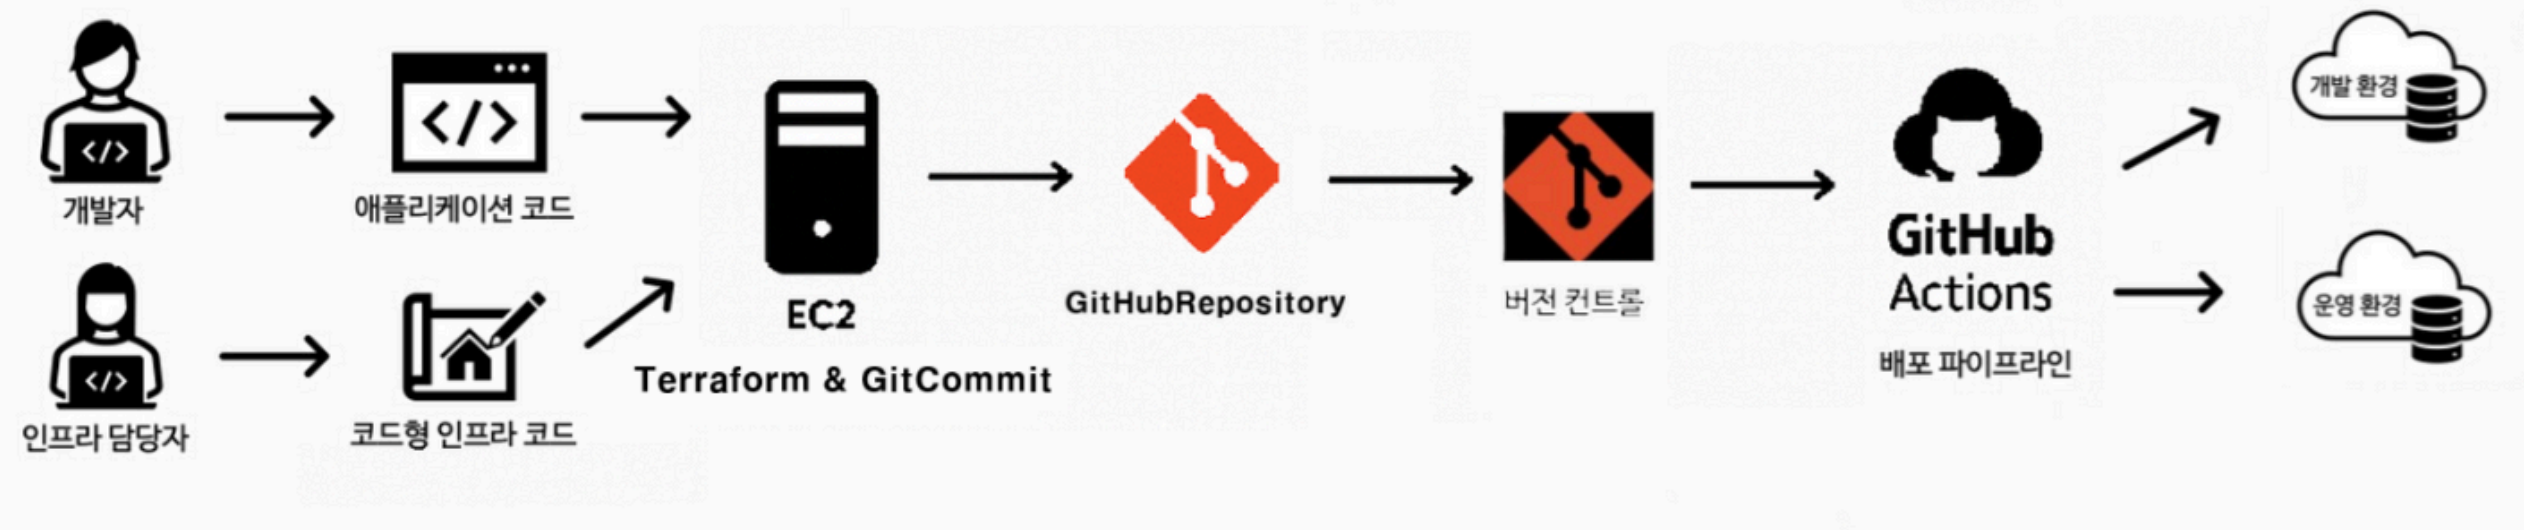 </>
개발자
</>
애플리케이션 코드
</>
인프라 담당자
코드형 인프라 코드
EC2
Terraform & GitCommit
GitHubRepository
버전 컨트롤
GitHub
Actions
배포 파이프라인
개발 환경
운영 환경